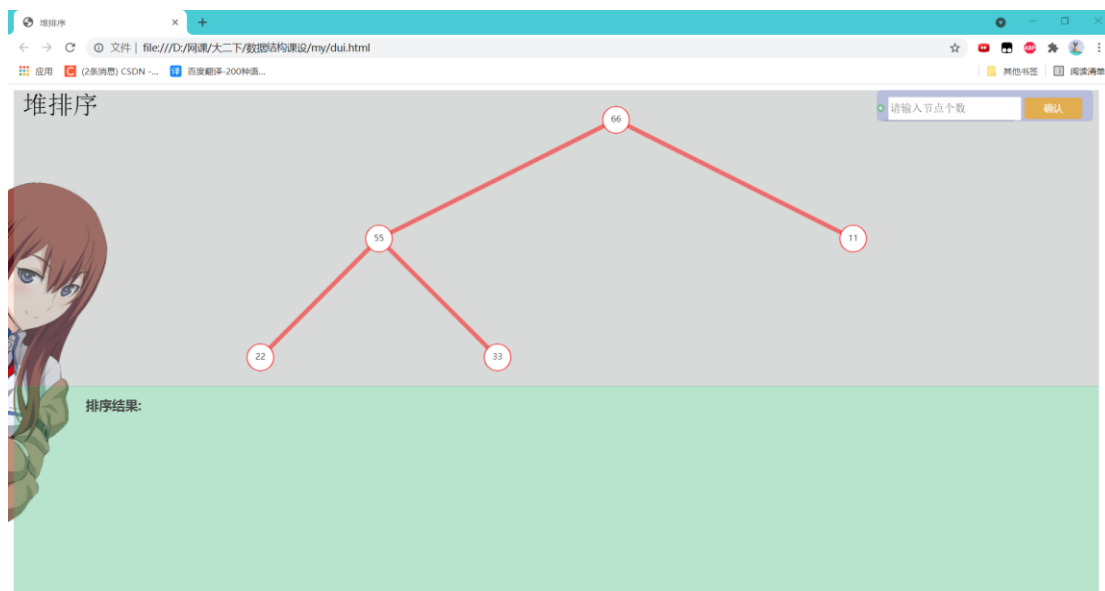 堆排序
文件 | file:///D:/网课/大二下/数据结构课设/my/dui.html
应用 (2条消息) CSDN -... 译 百度翻译-200种语... 其他书签 阅读清单
堆排序
请输入节点个数 确认
66
55 11
22 33
排序结果: